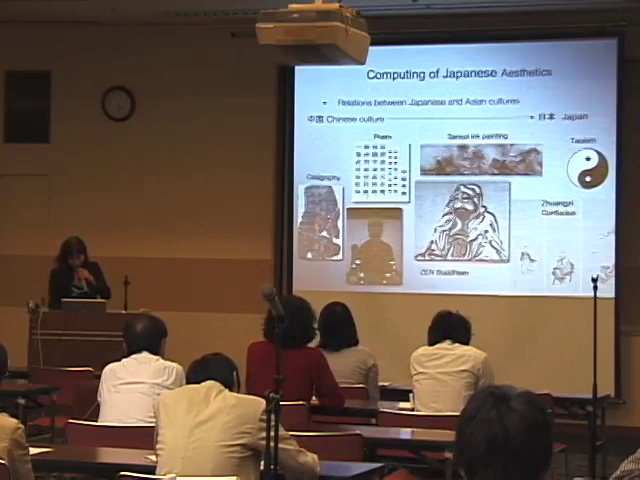 Computing of Japanese Aesthetics
Relations between Japanese and Asian cultures
中国 Chinese culture
日本 Japan
Poem
Sansui ink painting
Taoism
Calligraphy
Zhuangzi
Confucius
ZEN Buddhism